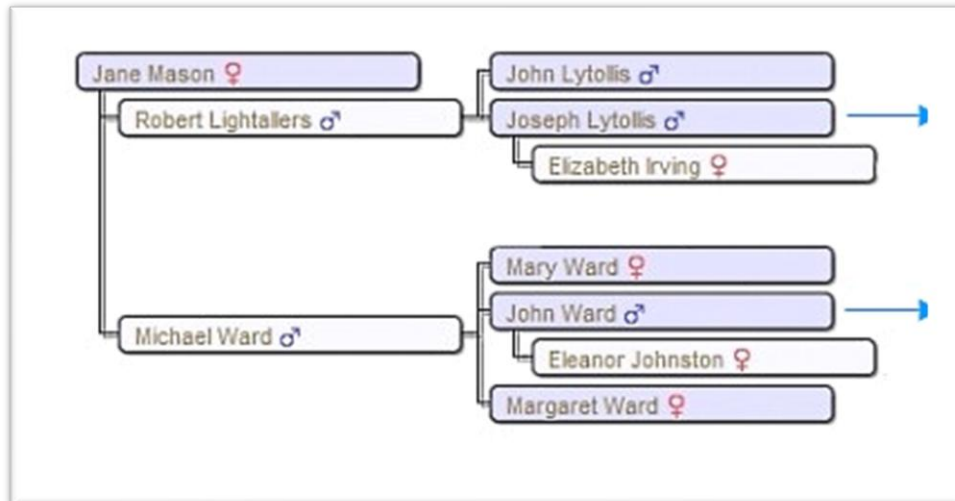 Jane Mason ♀
Robert Lightallers ♂
John Lytollis ♂
Joseph Lytollis ♂
Elizabeth Irving ♀
Michael Ward ♂
Mary Ward ♀
John Ward ♂
Eleanor Johnston ♀
Margaret Ward ♀